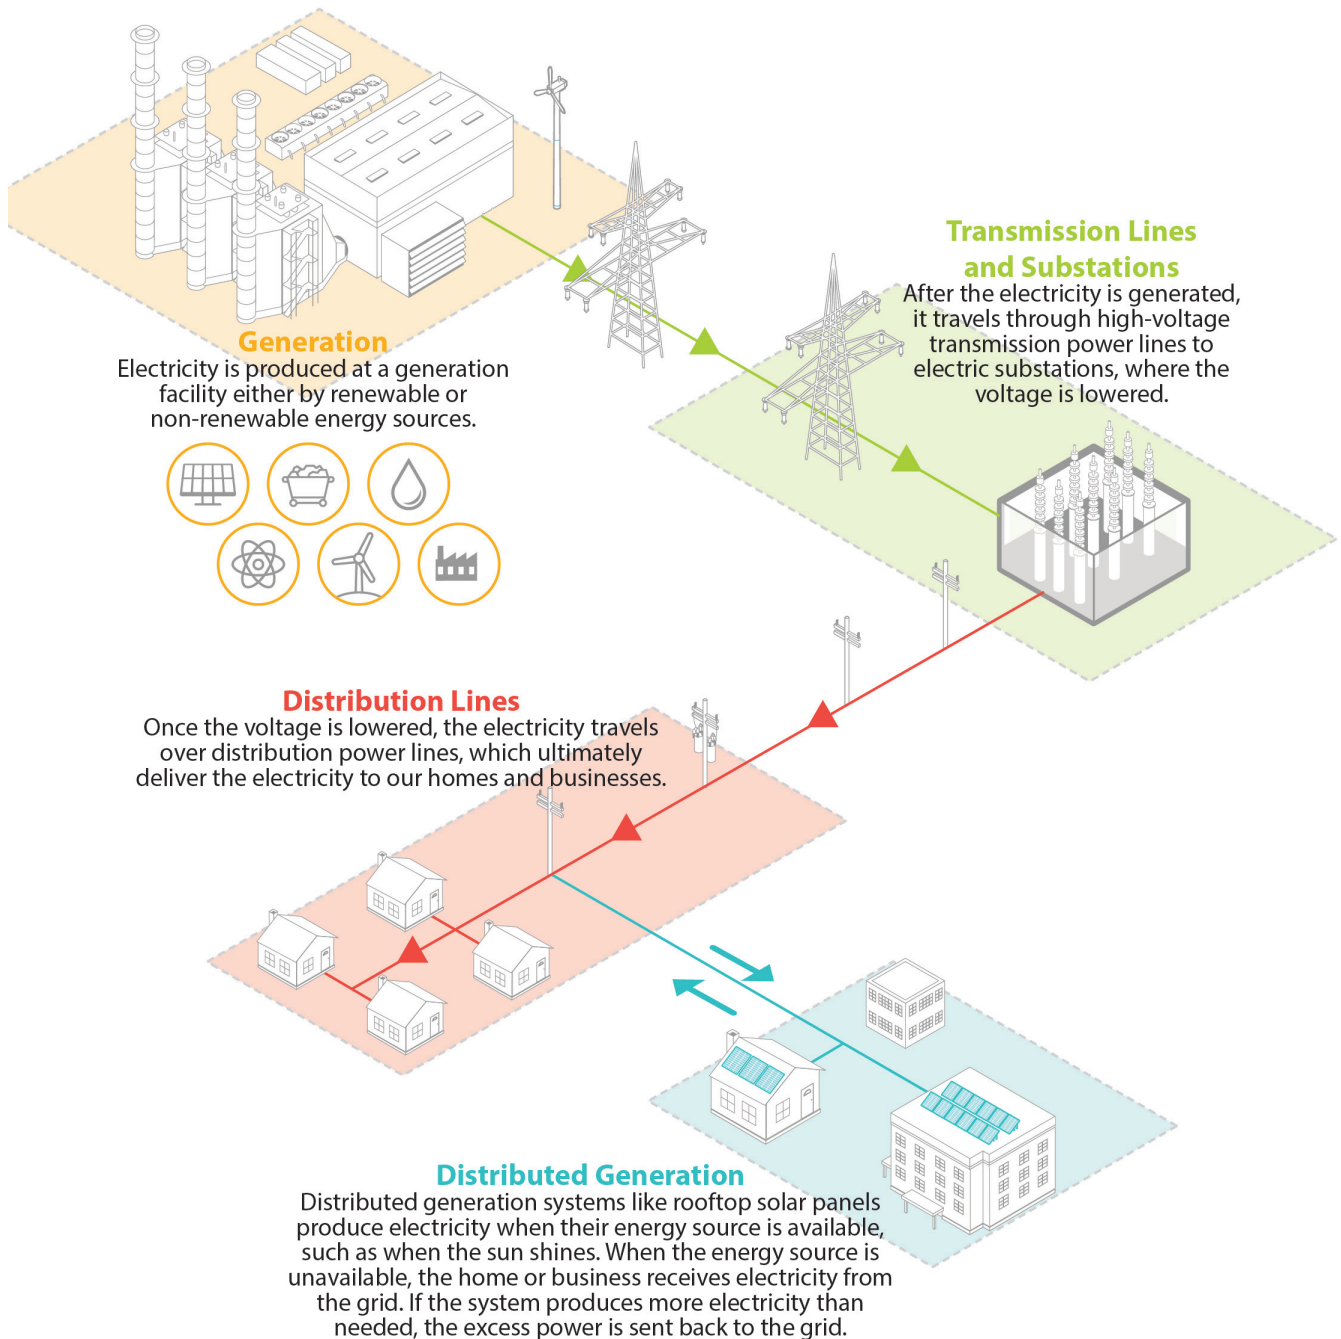 Generation
Electricity is produced at a generation
facility either by renewable or
non-renewable energy sources.
Transmission Lines
and Substations
After the electricity is generated,
it travels through high-voltage
transmission power lines to
electric substations, where the
voltage is lowered.
Distribution Lines
Once the voltage is lowered, the electricity travels
over distribution power lines, which ultimately
deliver the electricity to our homes and businesses.
Distributed Generation
Distributed generation systems like rooftop solar panels
produce electricity when their energy source is available,
such as when the sun shines. When the energy source is
unavailable, the home or business receives electricity from
the grid. If the system produces more electricity than
needed, the excess power is sent back to the grid.